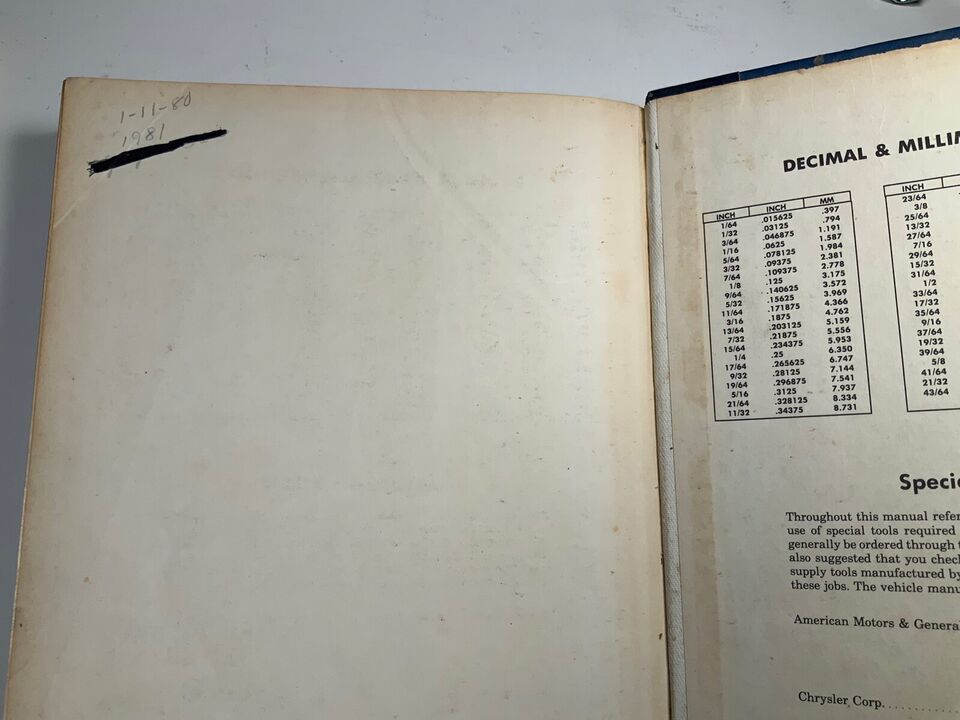 1-11-80
1981
DECIMAL & MILLIM
INCH INCH MM
1/64 .015625 .397
1/32 .03125 .794
3/64 .046875 1.191
1/16 .0625 1.587
5/64 .078125 1.984
3/32 .09375 2.381
7/64 .109375 2.778
1/8 .125 3.175
9/64 .140625 3.572
5/32 .15625 3.969
11/64 .171875 4.366
3/16 .1875 4.762
13/64 .203125 5.159
7/32 .21875 5.556
15/64 .234375 5.953
1/4 .25 6.350
17/64 .265625 6.747
9/32 .28125 7.144
19/64 .296875 7.541
5/16 .3125 7.937
21/64 .328125 8.334
11/32 .34375 8.731
INCH
23/64
3/8
25/64
13/32
27/64
7/16
29/64
15/32
31/64
1/2
33/64
17/32
35/64
9/16
37/64
19/32
39/64
5/8
41/64
21/32
43/64
Specia
Throughout this manual refer
use of special tools required
generally be ordered through t
also suggested that you check
supply tools manufactured by
these jobs. The vehicle manu
American Motors & General
Chrysler Corp.